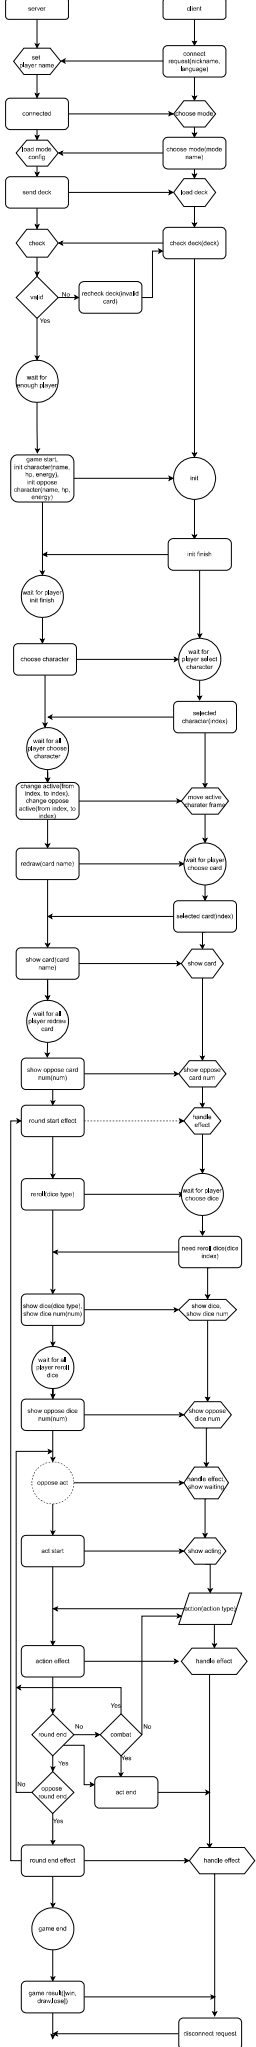 server
client
set
player name
connect
request(nickname,
language)
connected
choose mode
load mode
config
choose mode(mode
name)
send deck
load deck
check
check deck(deck)
valid
No
recheck deck(invalid
card)
Yes
wait for
enough player
game start,
init character(name,
hp, energy),
init oppose
character(name, hp,
energy)
init
init finish
wait for player
init finish
choose character
wait for
player select
character
selected
character(index)
wait for all
player choose
character
change active(from
index, to index),
change oppose
active(from index, to
index)
move active
charater frame
redraw(card name)
wait for player
choose card
selected card(index)
show card(card
name)
show card
wait for all
player redrew
card
show oppose card
num(num)
show oppose
card num
round start effect
handle
effect
reroll(dice type)
wait for player
choose dice
need reroll dice(dice
index)
show dice(dice type),
show dice num(num)
show dice,
show dice num
wait for all
player reroll
dice
show oppose dice
num(num)
show oppose
dice num
oppose act
handle effect,
show waiting
act start
show acting
action(action type)
action effect
handle effect
Yes
round end
No
combat
No
Yes
Yes
No
oppose
round end
act end
Yes
round end effect
handle effect
game end
game result([win,
draw,lose])
disconnect request